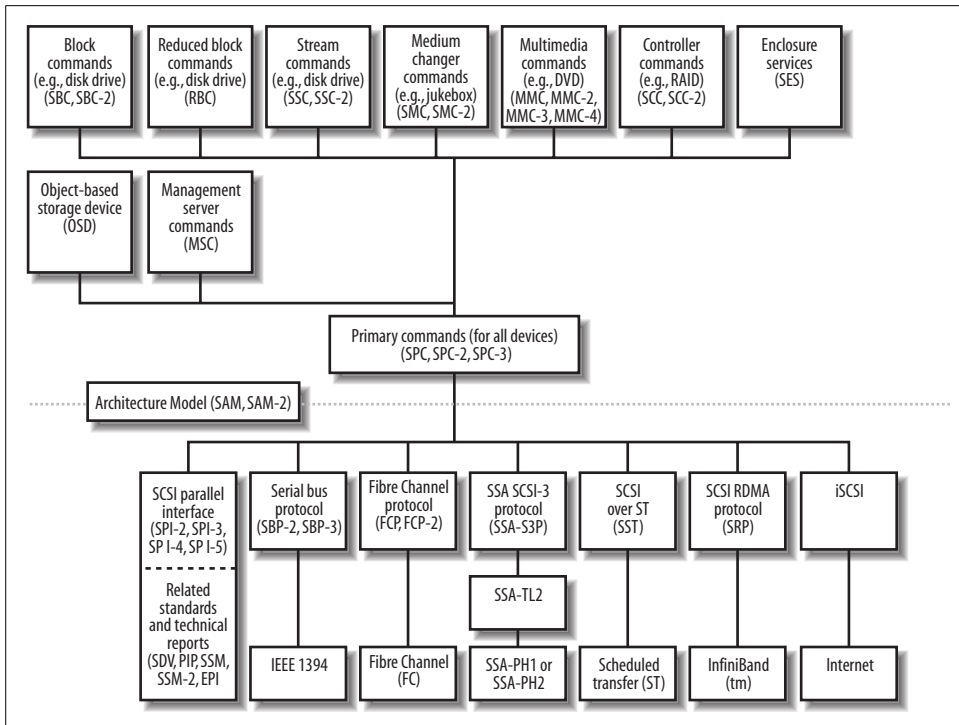 Block
commands
(e.g., disk drive)
(SBC, SBC-2)
Reduced block
commands
(e.g., disk drive)
(RBC)
Stream
commands
(e.g., disk drive)
(SSC, SSC-2)
Medium
changer
commands
(e.g., jukebox)
(SMC, SMC-2)
Multimedia
commands
(e.g., DVD)
(MMC, MMC-2,
MMC-3, MMC-4)
Controller
commands
(e.g., RAID)
(SCC, SCC-2)
Enclosure
services
(SES)
Object-based
storage device
(OSD)
Management
server
commands
(MSC)
Primary commands (for all devices)
(SPC, SPC-2, SPC-3)
Architecture Model (SAM, SAM-2)
SCSI parallel
interface
(SPI-2, SPI-3,
SP I-4, SP I-5)
Related
standards
and technical
reports
(SDV, PIP, SSM,
SSM-2, EPI
Serial bus
protocol
(SBP-2, SBP-3)
IEEE 1394
Fibre Channel
protocol
(FCP, FCP-2)
Fibre Channel
(FC)
SSA SCSI-3
protocol
(SSA-S3P)
SSA-TL2
SSA-PH1 or
SSA-PH2
SCSI
over ST
(SST)
Scheduled
transfer (ST)
SCSI RDMA
protocol
(SRP)
InfiniBand
(tm)
iSCSI
Internet